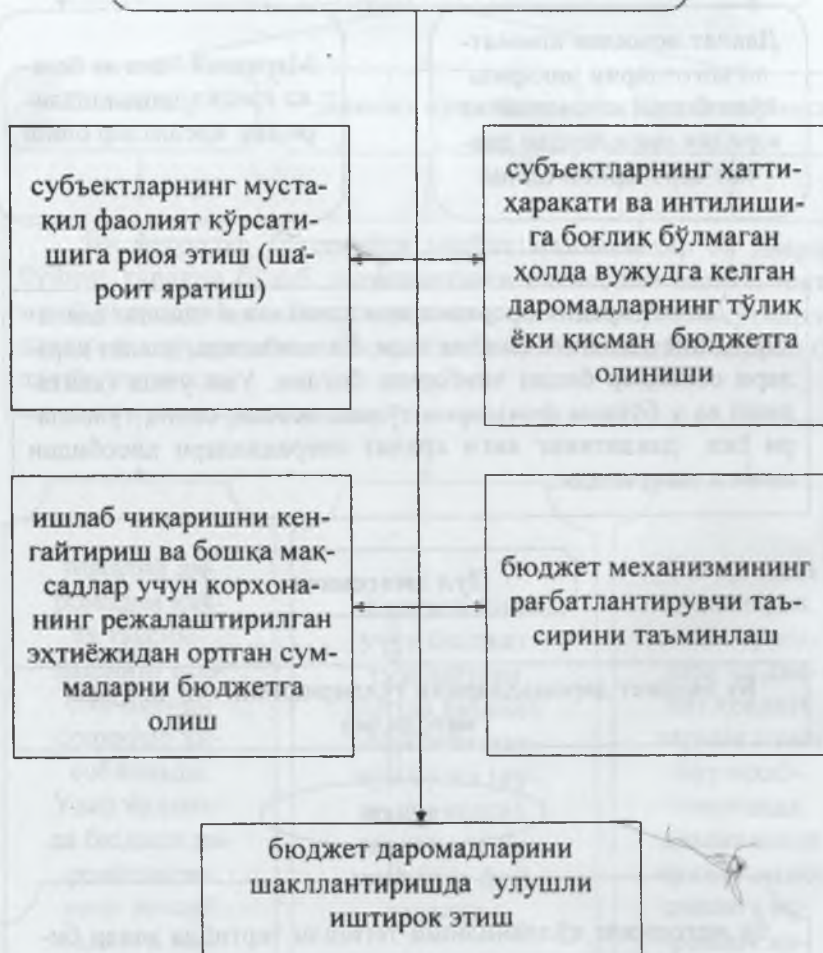 субъектларнинг муста-
қил фаолият кўрсати-
шига риоя этиш (ша-
роит яратиш)
субъектларнинг хатти-
ҳаракати ва интилиши-
га боғлиқ бўлмаган
ҳолда вужудга келган
даромадларнинг тўлиқ
ёки қисман бюджетга
олиниши
ишлаб чиқаришни кен-
гайтириш ва бошқа мақ-
садлар учун корхона-
нинг режалаштирилган
эҳтиёжидан ортган сум-
маларни бюджетга
олиш
бюджет механизмининг
рағбатлантирувчи таъ-
сирини таъминлаш
бюджет даромадларини
шакллантиришда улушли
иштирок этиш